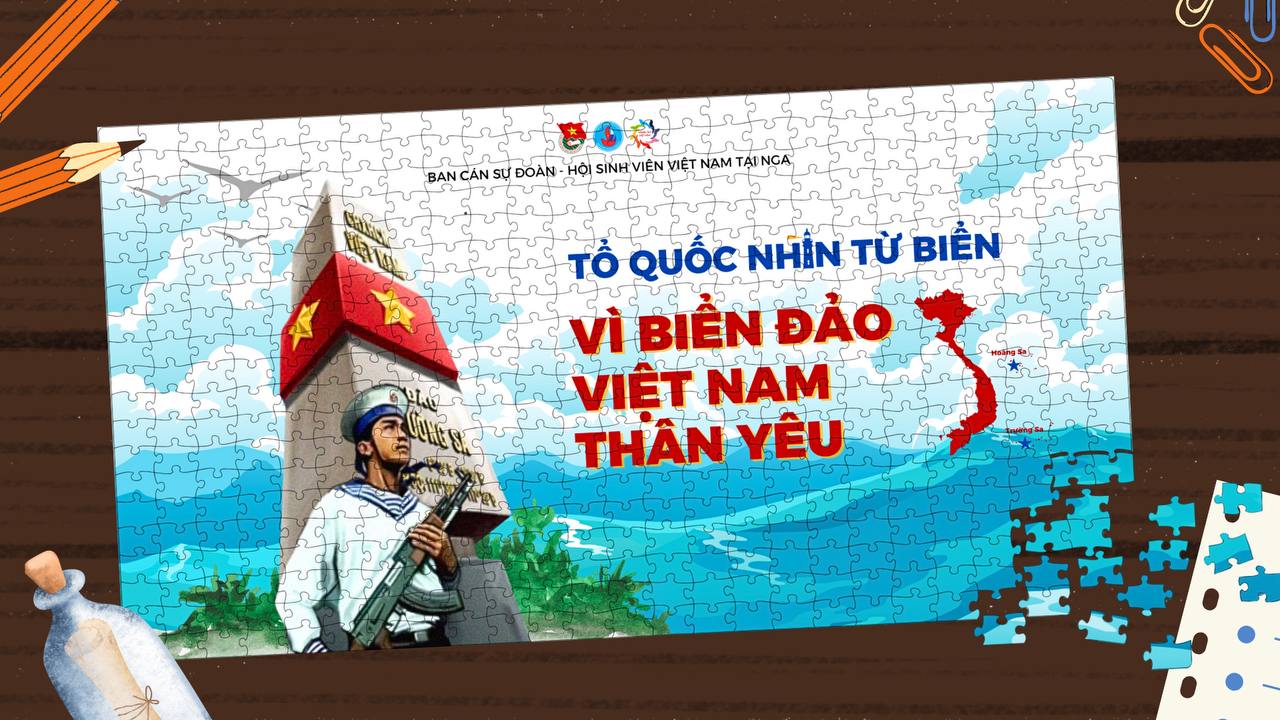 BAN CÁN SỰ ĐOÀN - HỘI SINH VIÊN VIỆT NAM TẠI NGA
TỔ QUỐC NHÌN TỪ BIỂN
VÌ BIỂN ĐẢO
VIỆT NAM
THÂN YÊU
Hoàng Sa
Trường Sa